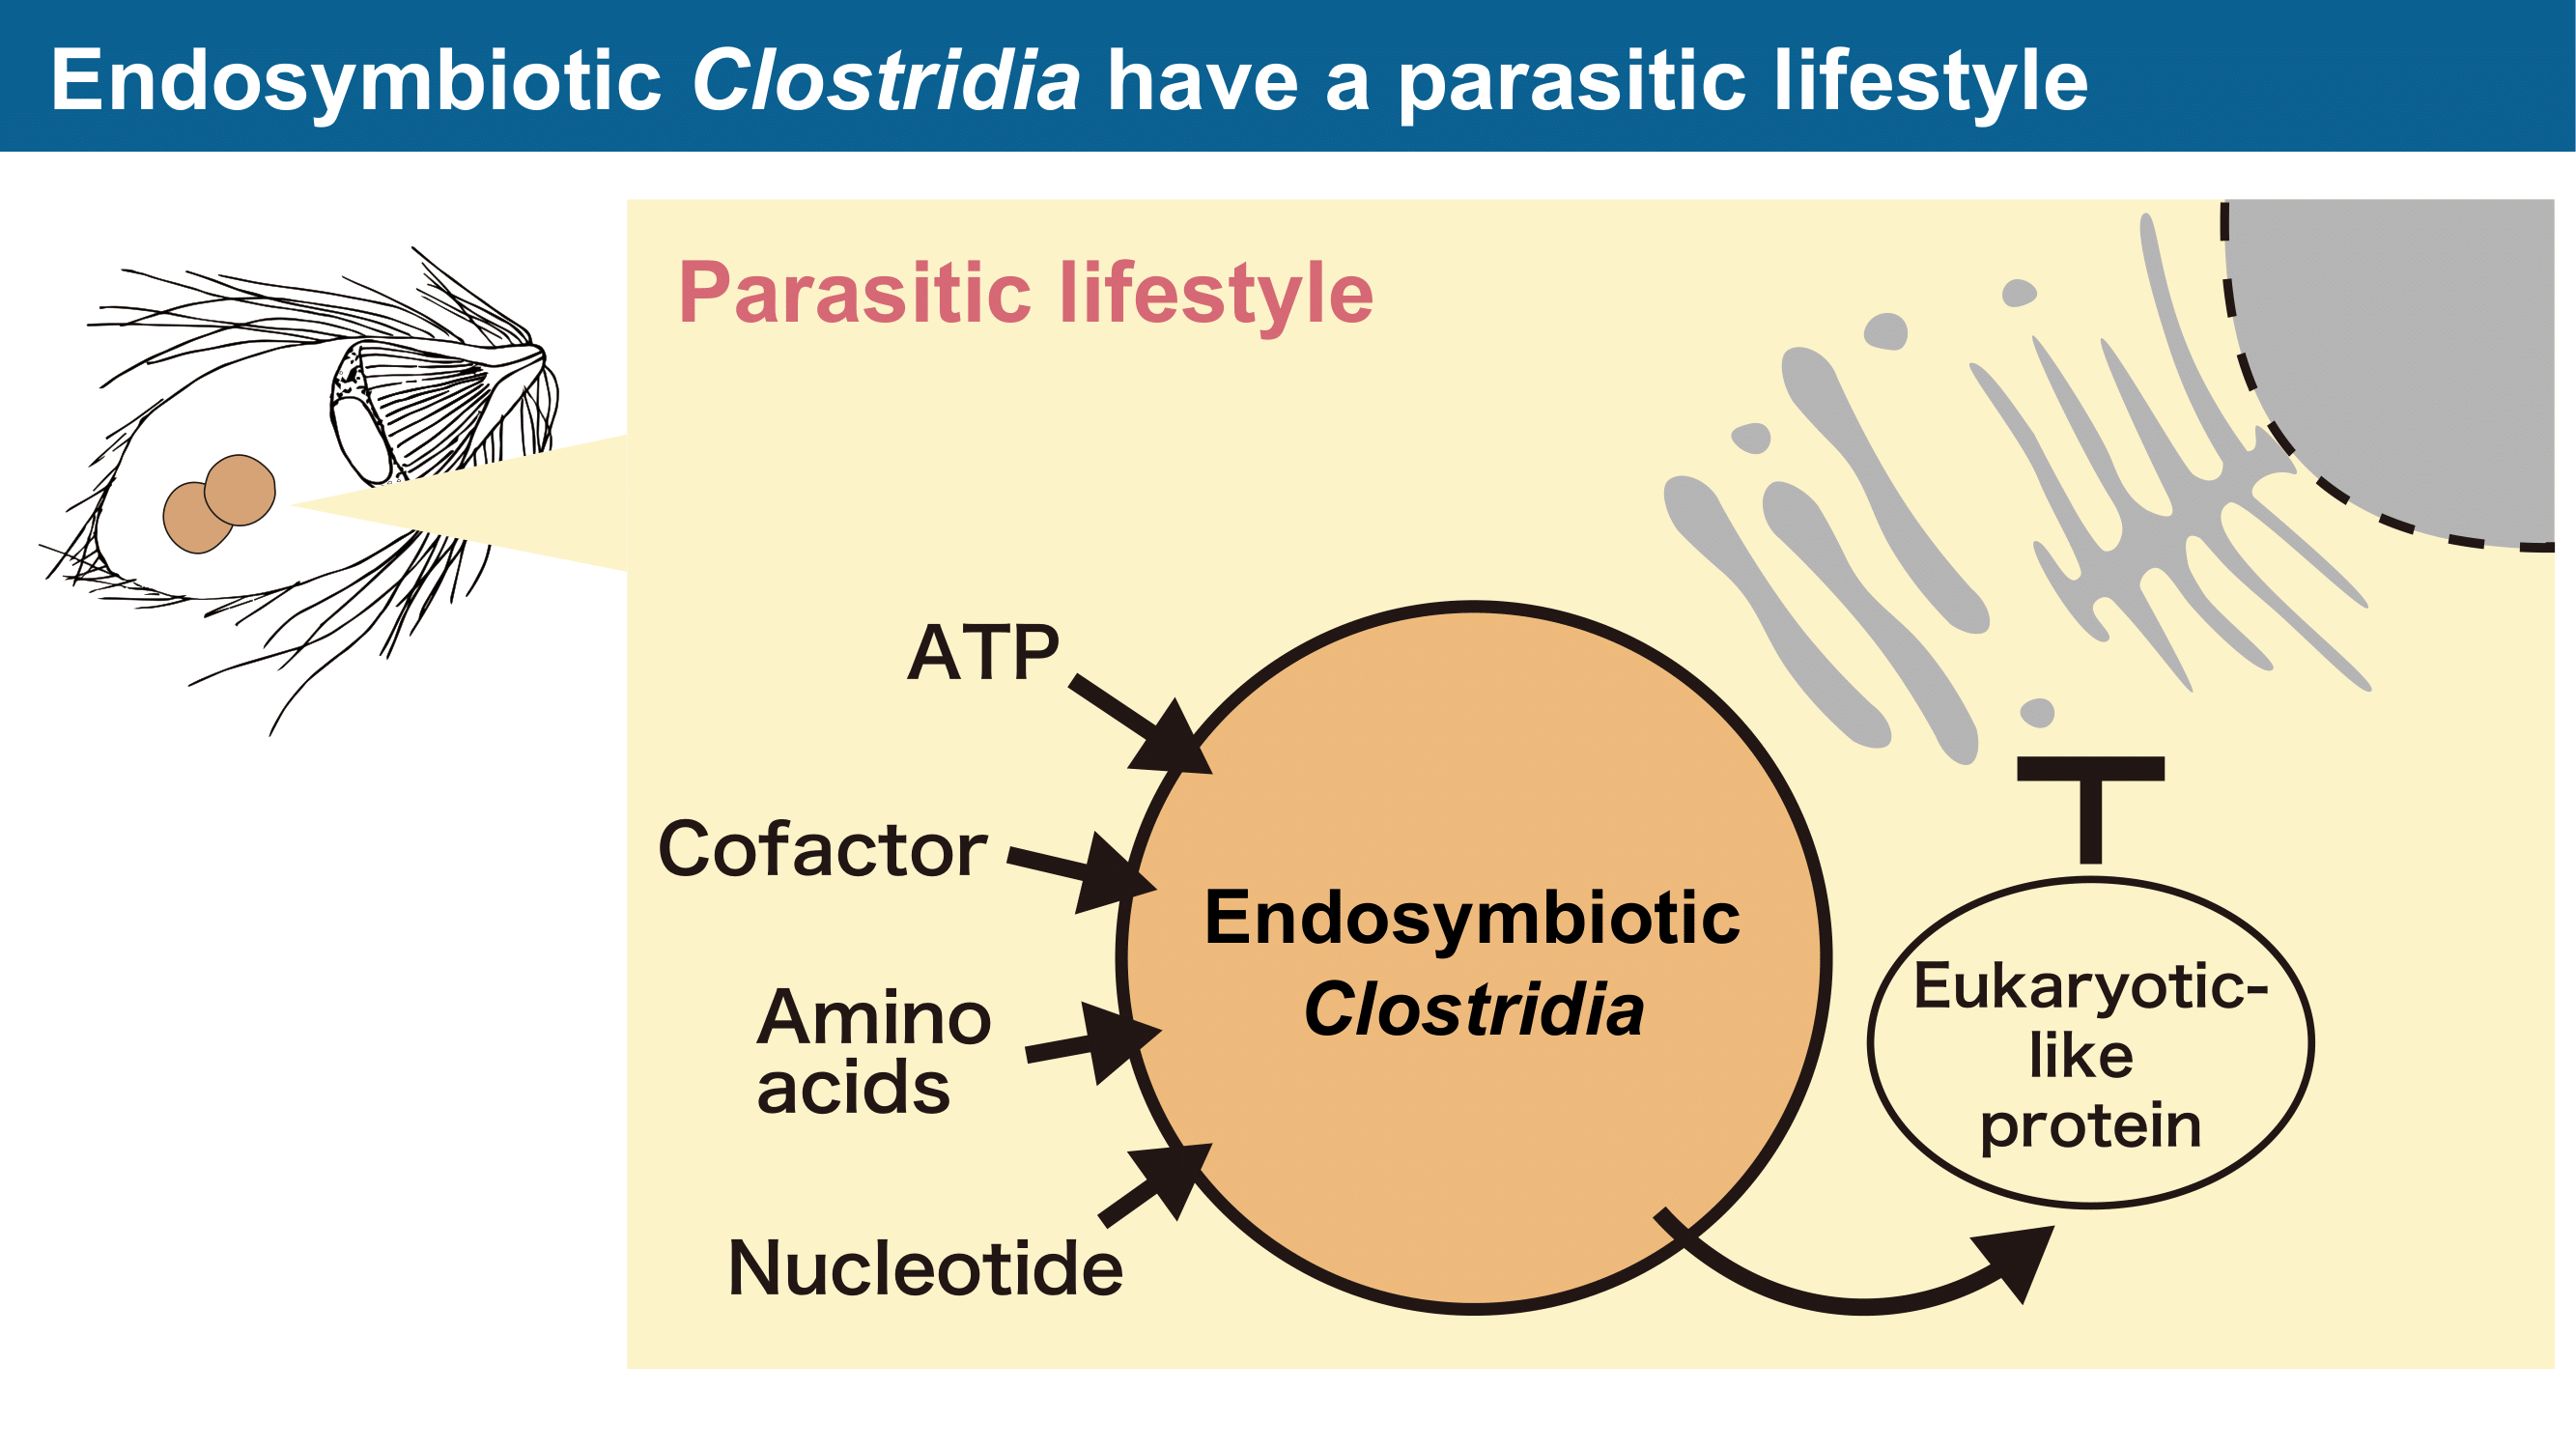 Endosymbiotic Clostridia have a parasitic lifestyle
Parasitic lifestyle
ATP
Cofactor
Amino
acids
Nucleotide
Endosymbiotic
Clostridia
Eukaryotic-
like
protein